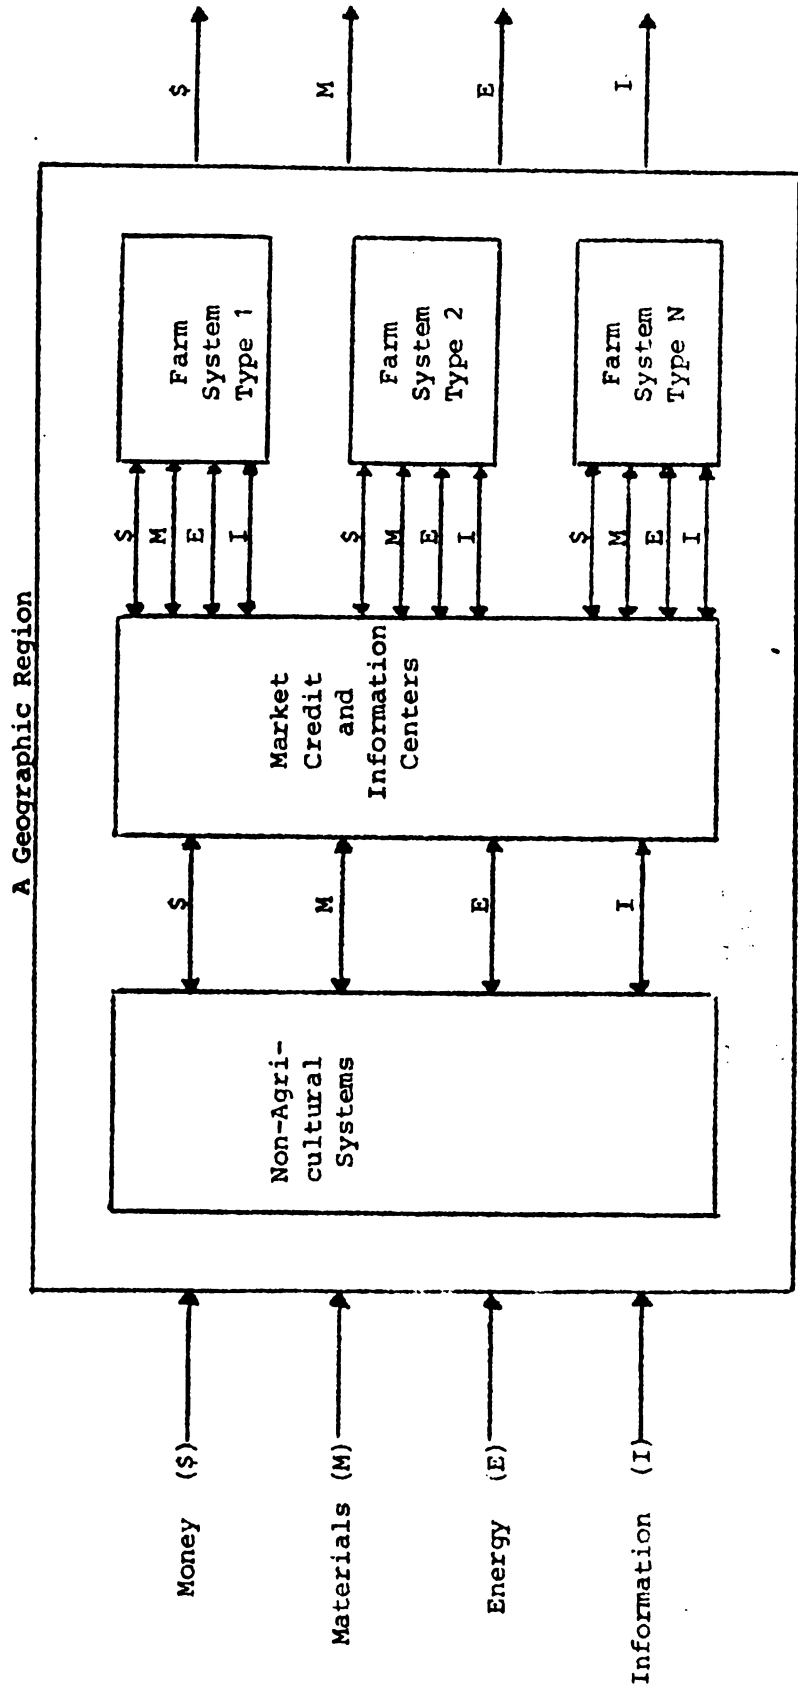 A Geographic Region
Money ($)
Materials (M)
Energy (E)
Information (I)
Non-Agri-
cultural
Systems
$
M
E
I
Market
Credit
and
Information
Centers
$
M
E
I
$
M
E
I
$
M
E
I
Farm
System
Type 1
Farm
System
Type 2
Farm
System
Type N
$
M
E
I